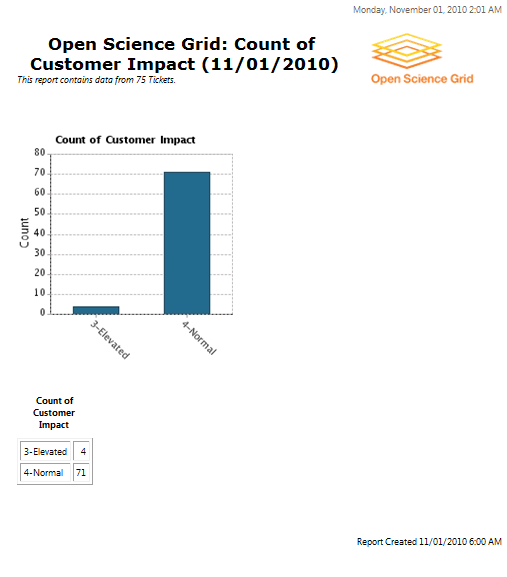 Monday, November 01, 2010 2:01 AM
Open Science Grid: Count of
Customer Impact (11/01/2010)
This report contains data from 75 Tickets.
Open Science Grid
Count of Customer Impact
80
70
60
50
40
30
20
10
0
Count
3-Elevated
4-Normal
Count of
Customer
Impact
3-Elevated 4
4-Normal 71
Report Created 11/01/2010 6:00 AM